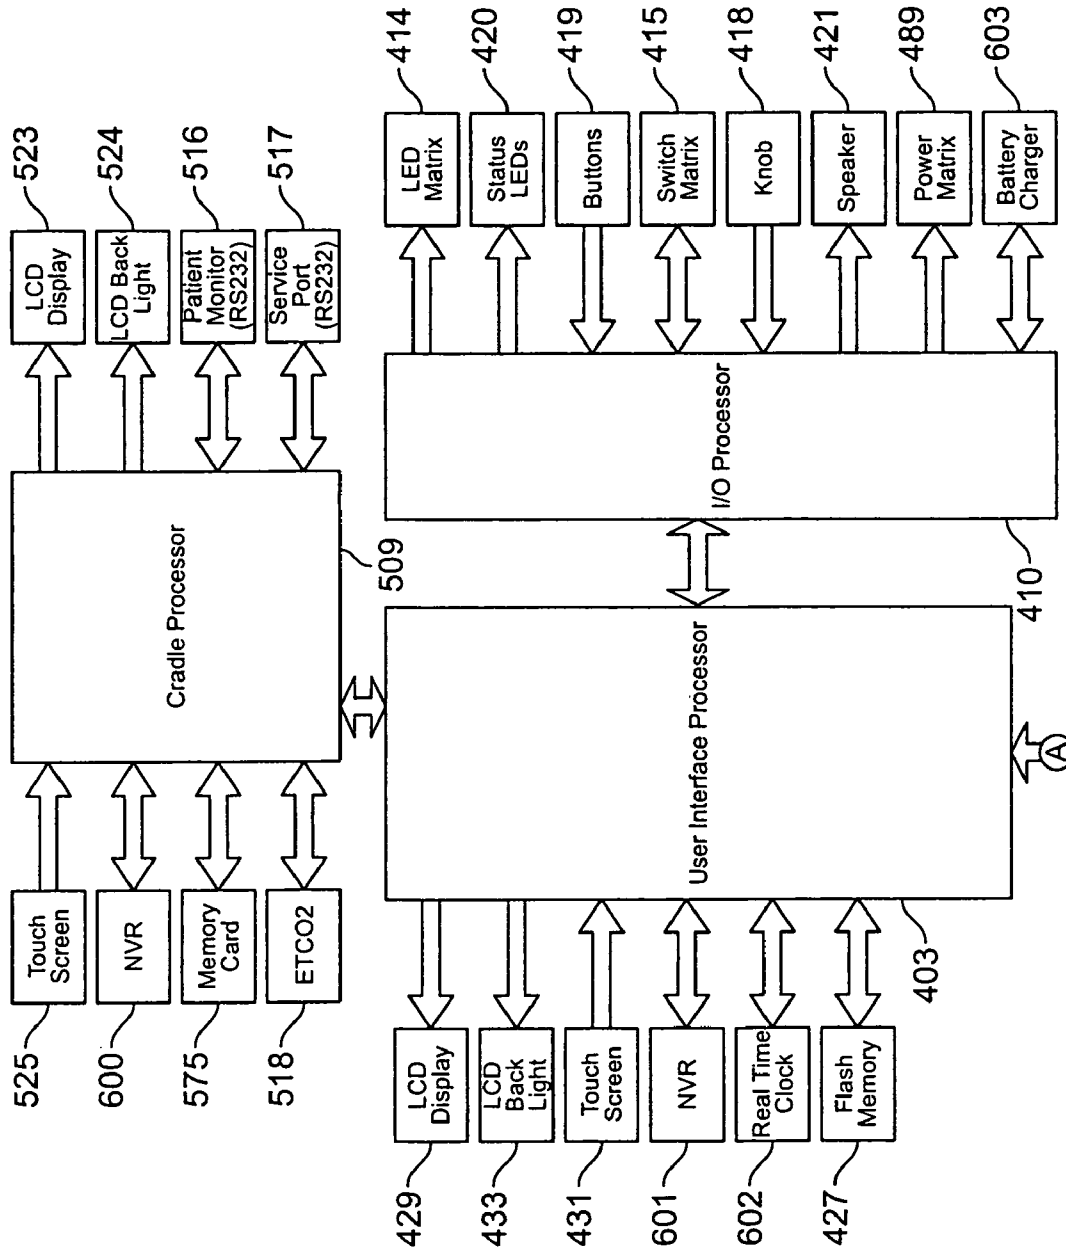 525
Touch
Screen
600
NVR
575
Memory
Card
518
ETCO2
Cradle Processor
509
LCD
Display
523
LCD Back
Light
524
Patient
Monitor
(RS232)
516
Service
Port
(RS232)
517
429
LCD
Display
433
LCD
Back
Light
431
Touch
Screen
601
NVR
602
Real Time
Clock
427
Flash
Memory
User Interface Processor
403
A
I/O Processor
410
LED
Matrix
414
Status
LEDs
420
Buttons
419
Switch
Matrix
415
Knob
418
Speaker
421
Power
Matrix
489
Battery
Charger
603